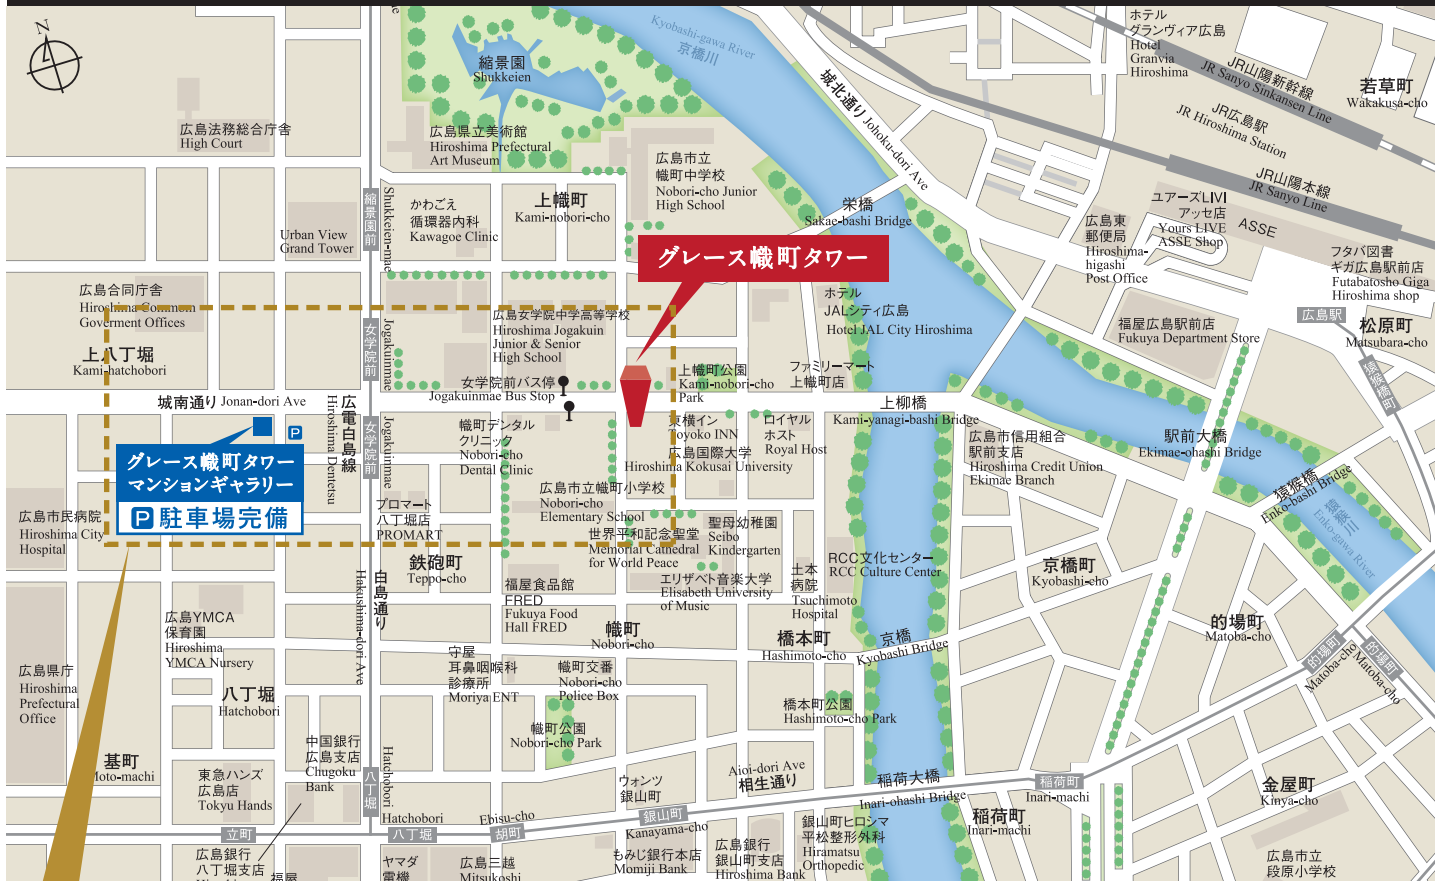 N
縮景園
Shukkeien
Kyobashi-gawa River
京橋川
城北通り Johoku-dori Ave
ホテル
グランヴィア広島
Hotel
Granvia
Hiroshima
JR山陽新幹線
JR Sanyo Sinkansen Line
JR広島駅
JR Hiroshima Station
JR山陽本線
JR Sanyo Line
若草町
Wakakusa-cho
広島法務総合庁舎
High Court
広島県立美術館
Hiroshima Prefectural
Art Museum
広島市立
幟町中学校
Nobori-cho Junior
High School
縮景園前
Shukkeien-mae
かわごえ
循環器内科
Kawagoe Clinic
上幟町
Kami-nobori-cho
Urban View
Grand Tower
栄橋
Sakae-bashi Bridge
広島東
郵便局
Hiroshima-
higashi
Post Office
ユアーズLIVI
アッセ店
Yours LIVE
ASSE Shop
ASSE
フタバ図書
ギガ広島駅前店
Futabatosho Giga
Hiroshima shop
グレース幟町タワー
広島合同庁舎
Hiroshima Common
Goverment Offices
上八丁堀
Kami-hatchobori
女学院前
Jogakuinmae
広島女学院中学高等学校
Hiroshima Jogakuin
Junior & Senior
High School
ホテル
JALシティ広島
Hotel JAL City Hiroshima
福屋広島駅前店
Fukuya Department Store
広島駅
松原町
Matsubara-cho
猿猴橋町
女学院前バス停
Jogakuinmae Bus Stop
上幟町公園
Kami-nobori-cho
Park
ファミリーマート
上幟町店
城南通り Jonan-dori Ave
広電白島線
Hiroshima Dentetsu
女学院前
Jogakuinmae
上柳橋
Kami-yanagi-bashi Bridge
P
グレース幟町タワー
マンションギャラリー
P 駐車場完備
幟町デンタル
クリニック
Nobori-cho
Dental Clinic
東横イン
Toyoko INN
ロイヤル
ホスト
Royal Host
広島国際大学
Hiroshima Kokusai University
広島市信用組合
駅前支店
Hiroshima Credit Union
Ekimae Branch
駅前大橋
Ekimae-ohashi Bridge
猿猴橋
Enko-bashi Bridge
猿猴川
Enko-gawa River
広島市民病院
Hiroshima City
Hospital
プロマート
八丁堀店
PROMART
広島市立幟町小学校
Nobori-cho
Elementary School
世界平和記念聖堂
Memorial Cathedral
for World Peace
聖母幼稚園
Seibo
Kindergarten
鉄砲町
Teppo-cho
白島通り
Hakushima-dori Ave
福屋食品館
FRED
Fukuya Food
Hall FRED
エリザベト音楽大学
Elisabeth University
of Music
土本
病院
Tsuchimoto
Hospital
RCC文化センター
RCC Culture Center
京橋町
Kyobashi-cho
的場町
Matoba-cho
広島YMCA
保育園
Hiroshima
YMCA Nursery
幟町
Nobori-cho
橋本町
Hashimoto-cho
京橋
Kyobashi Bridge
的場町
Matoba-cho
的場町
Matoba-cho
広島県庁
Hiroshima
Prefectural
Office
八丁堀
Hatchobori
守屋
耳鼻咽喉科
診療所
Moriya ENT
幟町交番
Nobori-cho
Police Box
橋本町公園
Hashimoto-cho Park
幟町公園
Nobori-cho Park
基町
Moto-machi
中国銀行
広島支店
Chugoku
Bank
東急ハンズ
広島店
Tokyu Hands
八丁堀
Hatchobori
ウォンツ
銀山町
Aioi-dori Ave
相生通り
稲荷大橋
Inari-ohashi Bridge
稲荷町
Inari-machi
稲荷町
Inari-machi
金屋町
Kinya-cho
立町
八丁堀
Hatchobori
胡町
Ebisu-cho
銀山町
Kanayama-cho
広島銀行
八丁堀支店
福屋
ヤマダ
電機
広島三越
Mitsukoshi
もみじ銀行本店
Momiji Bank
広島銀行
銀山町支店
Hiroshima Bank
銀山町ヒロシマ
平松整形外科
Hiramatsu
Orthopedic
広島市立
段原小学校